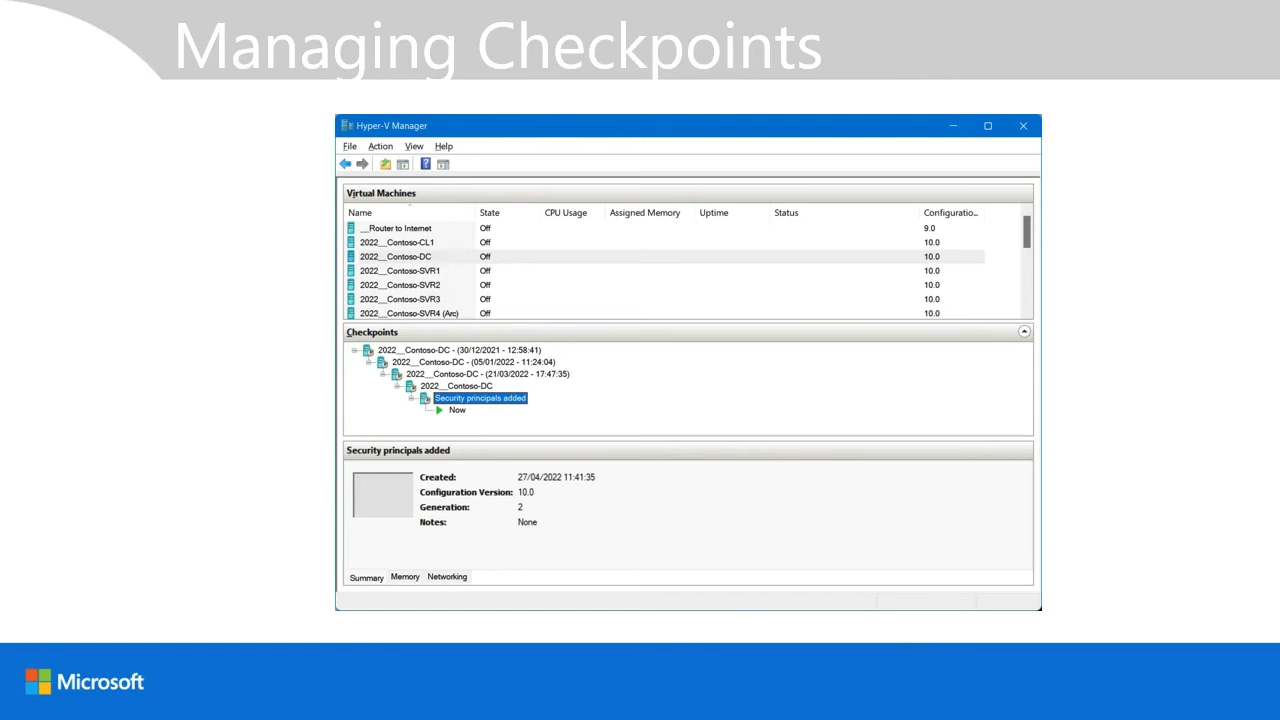 Managing Checkpoints
Hyper-V Manager
File Action View Help
Virtual Machines
Name State CPU Usage Assigned Memory Uptime Status Configuratio...
__Router to Internet Off 9.0
2022__Contoso-CL1 Off 10.0
2022__Contoso-DC Off 10.0
2022__Contoso-SVR1 Off 10.0
2022__Contoso-SVR2 Off 10.0
2022__Contoso-SVR3 Off 10.0
2022__Contoso-SVR4 (Arc) Off 10.0
Checkpoints
2022__Contoso-DC - (30/12/2021 - 12:58:41)
2022__Contoso-DC - (05/01/2022 - 11:24:04)
2022__Contoso-DC - (21/03/2022 - 17:47:35)
2022__Contoso-DC
Security principals added
Now
Security principals added
Created: 27/04/2022 11:41:35
Configuration Version: 10.0
Generation: 2
Notes: None
Summary Memory Networking
Microsoft